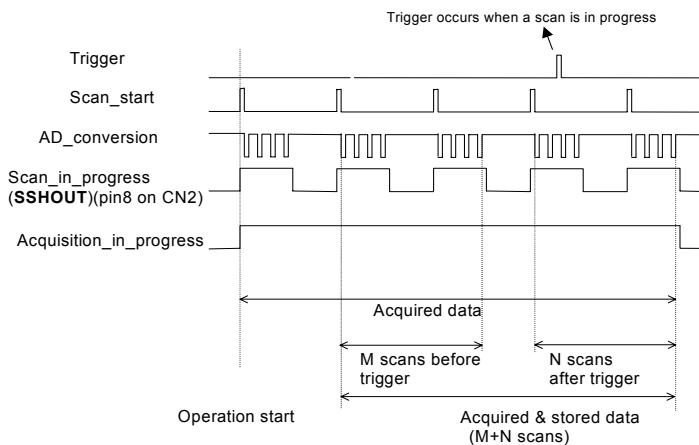 Trigger occurs when a scan is in progress
Trigger
Scan_start
AD_conversion
Scan_in_progress
(SSHOUT)(pin8 on CN2)
Acquisition_in_progress
Acquired data
M scans before
trigger
N scans
after trigger
Operation start
Acquired & stored data
(M+N scans)